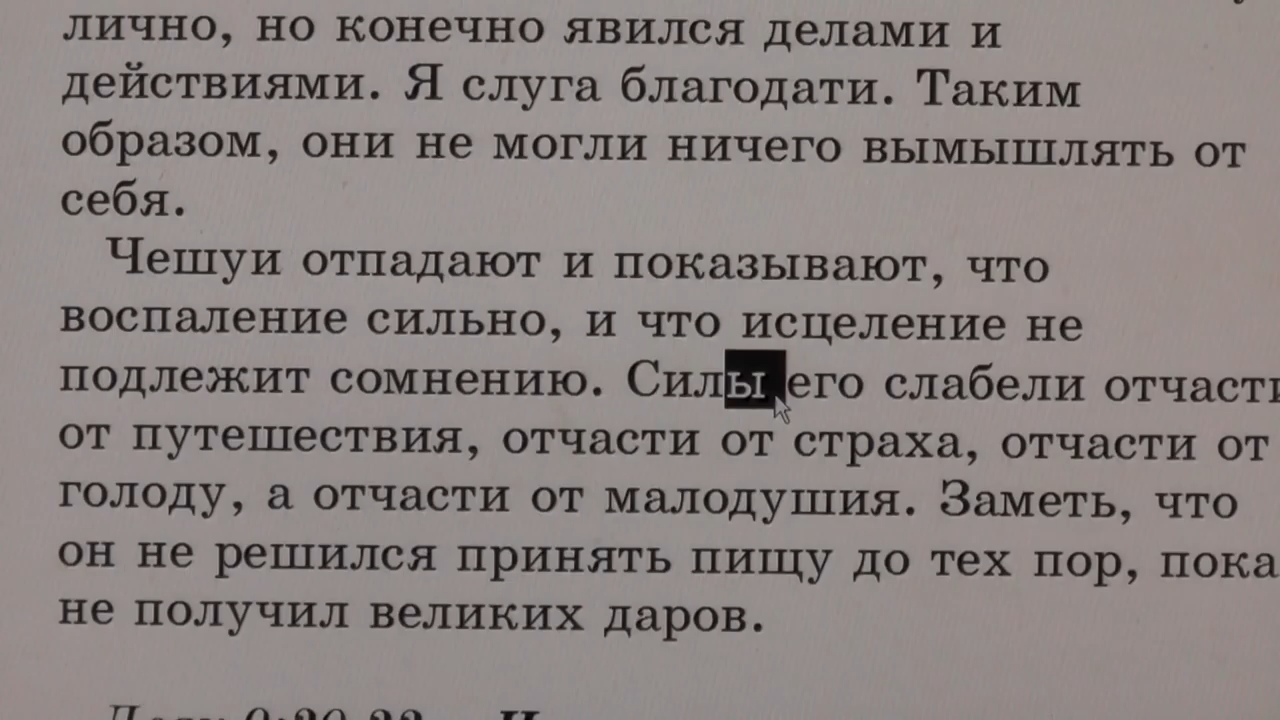 лично, но конечно явился делами и
действиями. Я слуга благодати. Таким
образом, они не могли ничего вымышлять от
себя.
Чешуи отпадают и показывают, что
воспаление сильно, и что исцеление не
подлежит сомнению. Силы его слабели отчасти
от путешествия, отчасти от страха, отчасти от
голоду, а отчасти от малодушия. Заметь, что
он не решился принять пищу до тех пор, пока
не получил великих даров.